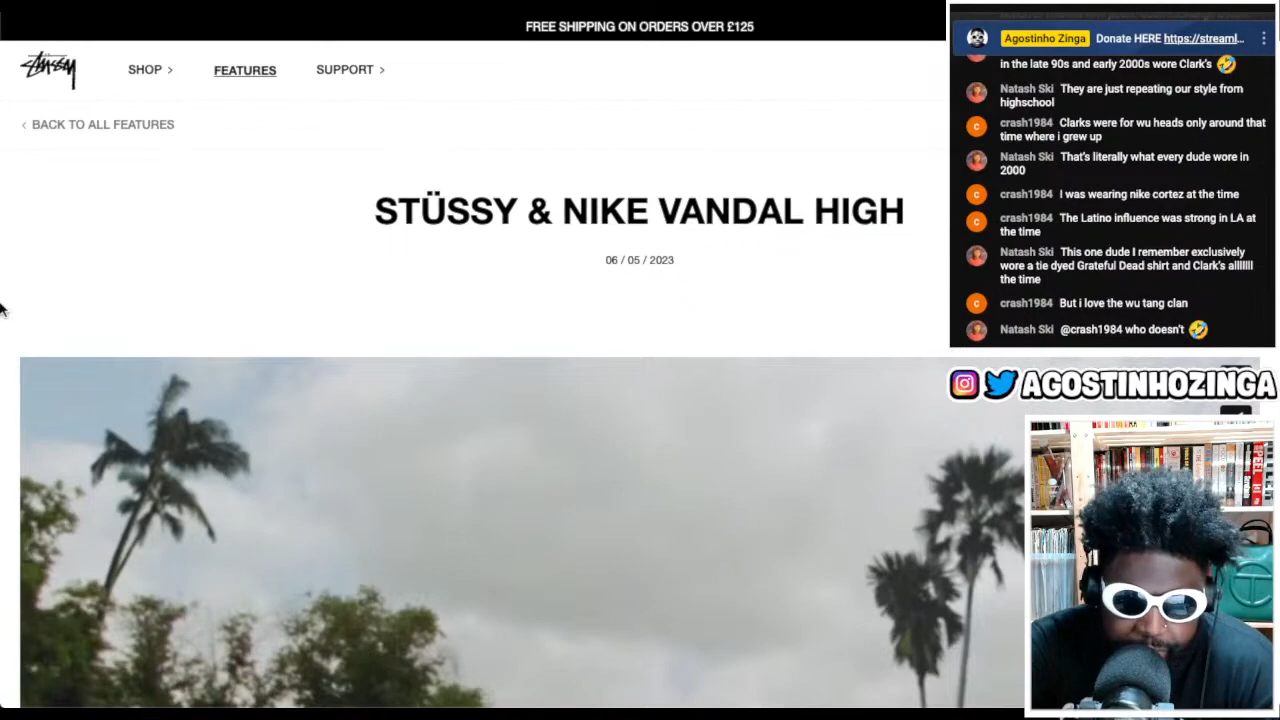 FREE SHIPPING ON ORDERS OVER £125
Stüssy
SHOP >
FEATURES
SUPPORT >
< BACK TO ALL FEATURES
STÜSSY & NIKE VANDAL HIGH
06 / 05 / 2023
Agostinho Zinga Donate HERE https://streaml...
in the late 90s and early 2000s wore Clark's 🤣
Natash Ski They are just repeating our style from
highschool
crash1984 Clarks were for wu heads only around that
time where i grew up
Natash Ski That's literally what every dude wore in
2000
crash1984 I was wearing nike cortez at the time
crash1984 The Latino influence was strong in LA at
the time
Natash Ski This one dude I remember exclusively
wore a tie dyed Grateful Dead shirt and Clark's allllllll
the time
crash1984 But i love the wu tang clan
Natash Ski @crash1984 who doesn't 🤣
AGOSTINHOZINGA